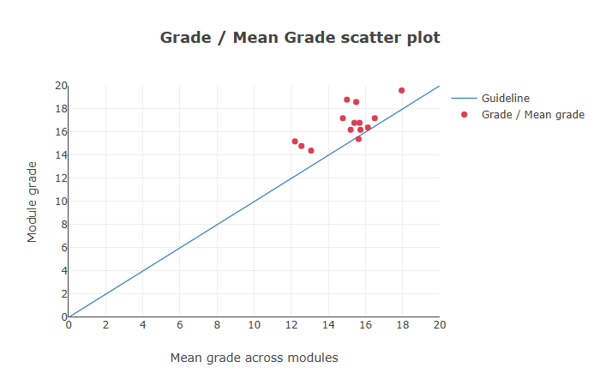 Grade / Mean Grade scatter plot
20
18
16
14
12
10
8
6
4
2
0
Module grade
0 2 4 6 8 10 12 14 16 18 20
Mean grade across modules
Guideline
Grade / Mean grade